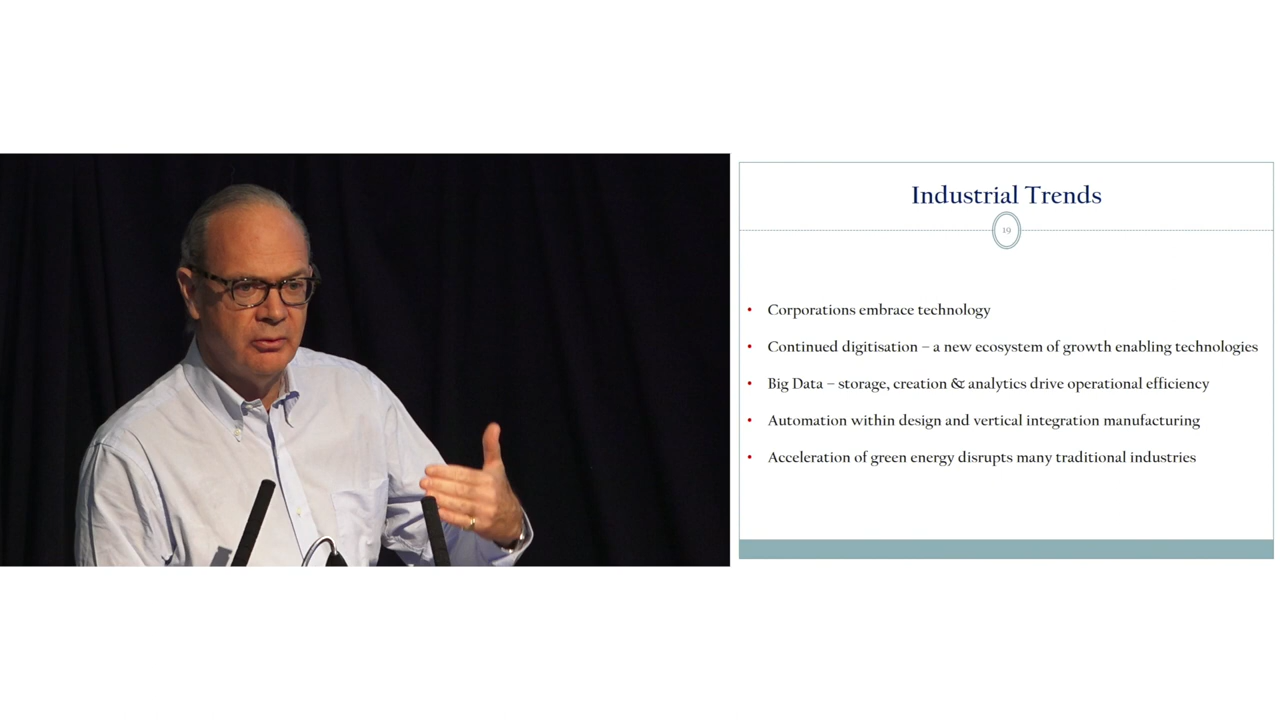 Industrial Trends
19
• Corporations embrace technology
• Continued digitisation – a new ecosystem of growth enabling technologies
• Big Data – storage, creation & analytics drive operational efficiency
• Automation within design and vertical integration manufacturing
• Acceleration of green energy disrupts many traditional industries